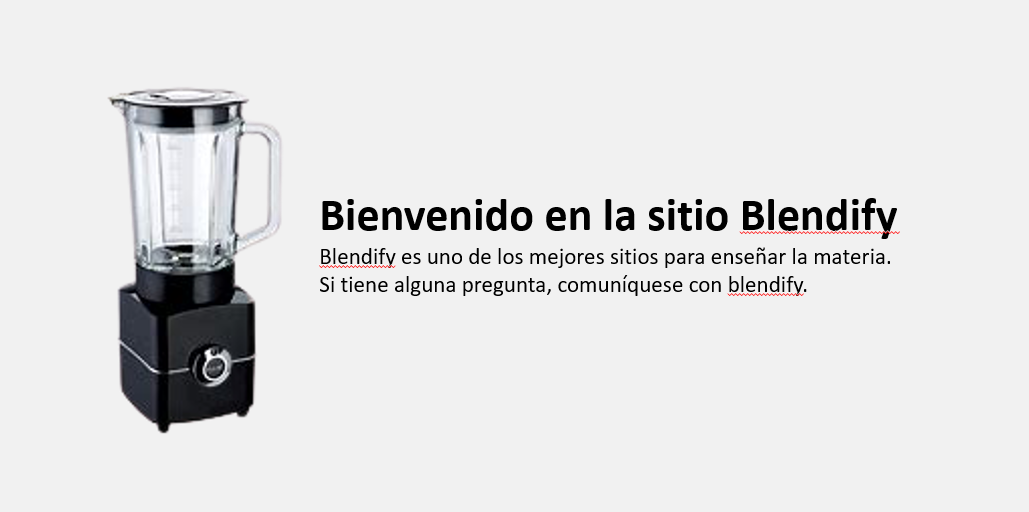 Bienvenido en la sitio Blendify
Blendify es uno de los mejores sitios para enseñar la materia.
Si tiene alguna pregunta, comuníquese con blendify.